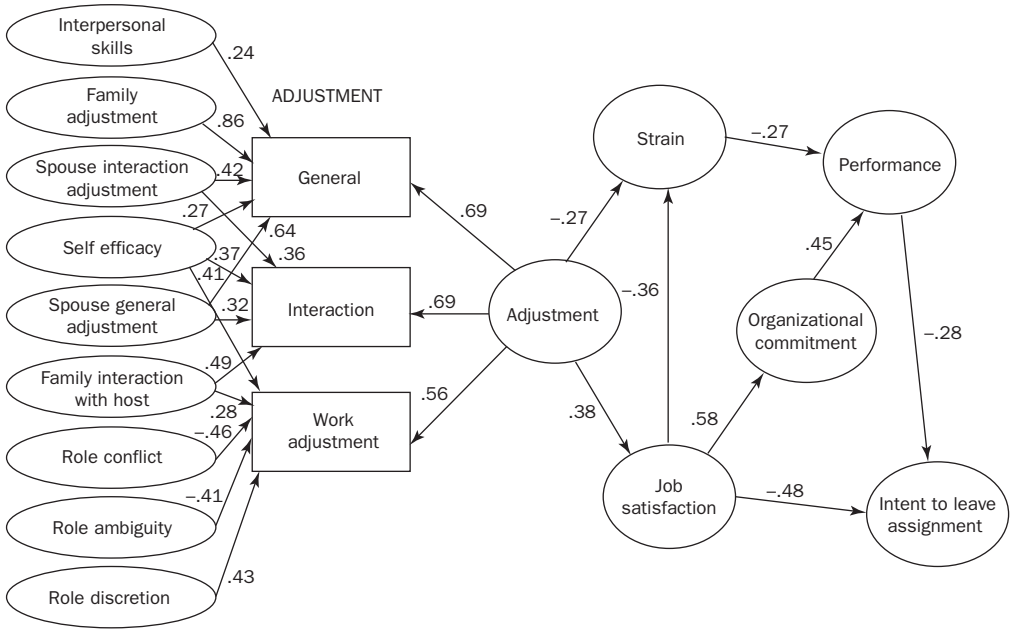 Interpersonal
skills
.24
ADJUSTMENT
Family
adjustment
.86
Spouse interaction
adjustment
.42
General
.27
.64
Self efficacy
.37
.36
.41
Spouse general
adjustment
.32
Interaction
Family interaction
with host
.49
.28
Work
adjustment
Role conflict
–.46
Role ambiguity
–.41
Role discretion
.43
.69
.69
.56
Adjustment
–.27
–.36
.38
Strain
–.27
Performance
.45
Organizational
commitment
–.28
.58
Job
satisfaction
–.48
Intent to leave
assignment